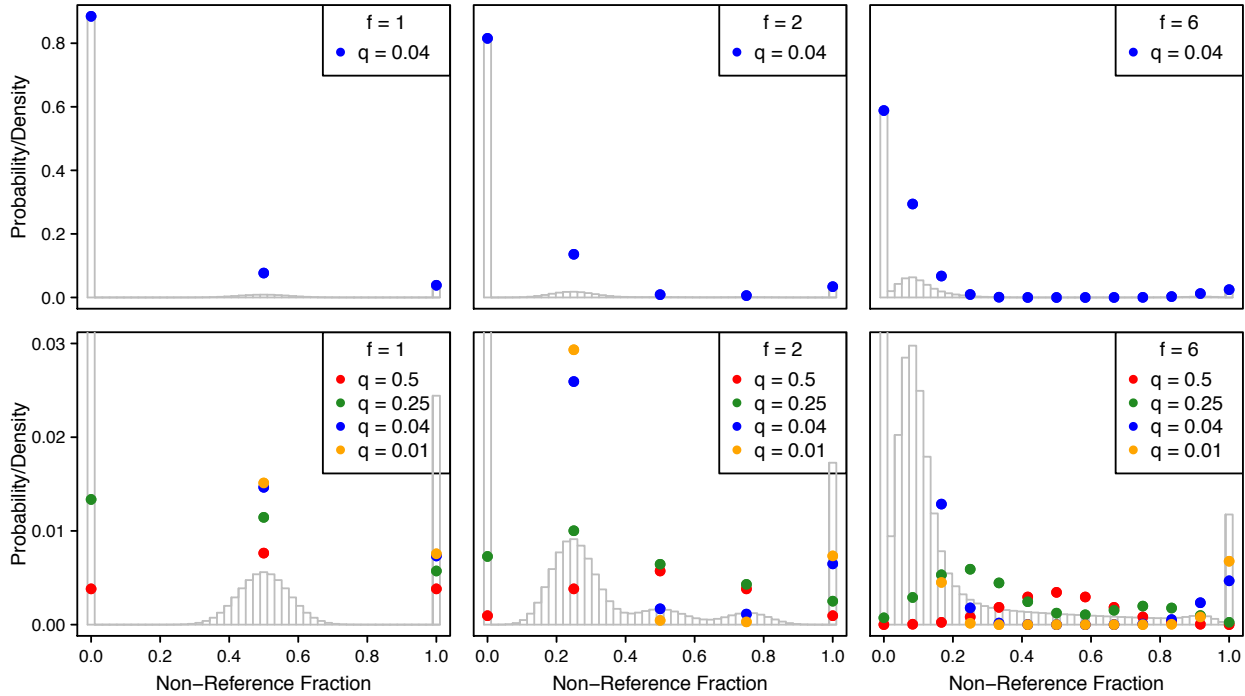 f = 1
q = 0.04
f = 2
q = 0.04
f = 6
q = 0.04
0.8
0.6
0.4
0.2
0.0
Probability/Density
f = 1
q = 0.5
q = 0.25
q = 0.04
q = 0.01
f = 2
q = 0.5
q = 0.25
q = 0.04
q = 0.01
f = 6
q = 0.5
q = 0.25
q = 0.04
q = 0.01
0.03
0.02
0.01
0.00
Probability/Density
0.0 0.2 0.4 0.6 0.8 1.0
0.0 0.2 0.4 0.6 0.8 1.0
0.0 0.2 0.4 0.6 0.8 1.0
Non−Reference Fraction
Non−Reference Fraction
Non−Reference Fraction